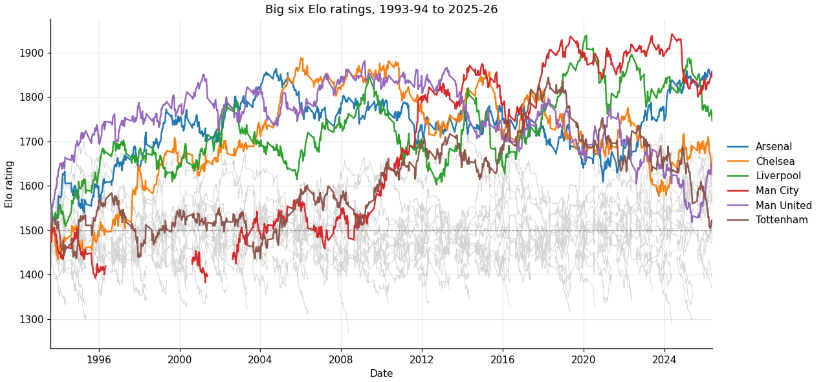 Big six Elo ratings, 1993-94 to 2025-26
Elo rating
1900
1800
1700
1600
1500
1400
1300
1996
2000
2004
2008
2012
2016
2020
2024
Date
Arsenal
Chelsea
Liverpool
Man City
Man United
Tottenham